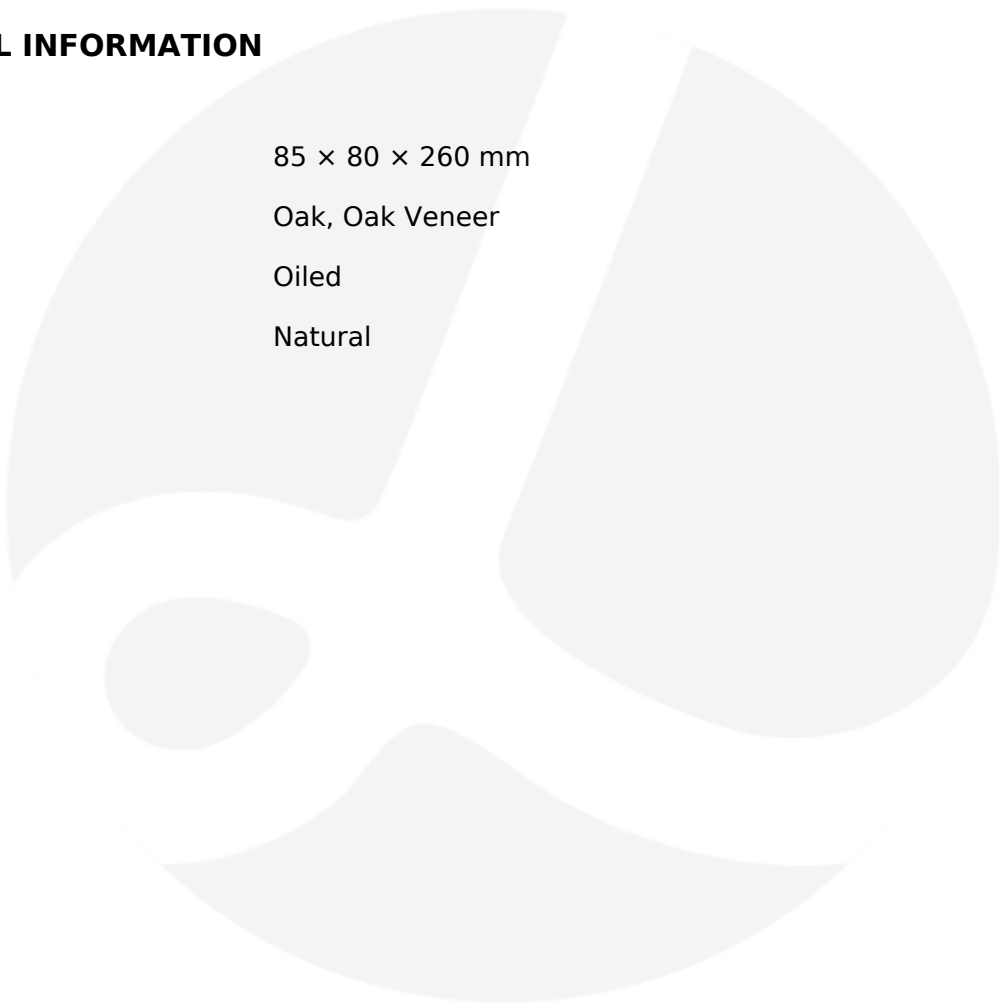 L INFORMATION
85 × 80 × 260 mm
Oak, Oak Veneer
Oiled
Natural